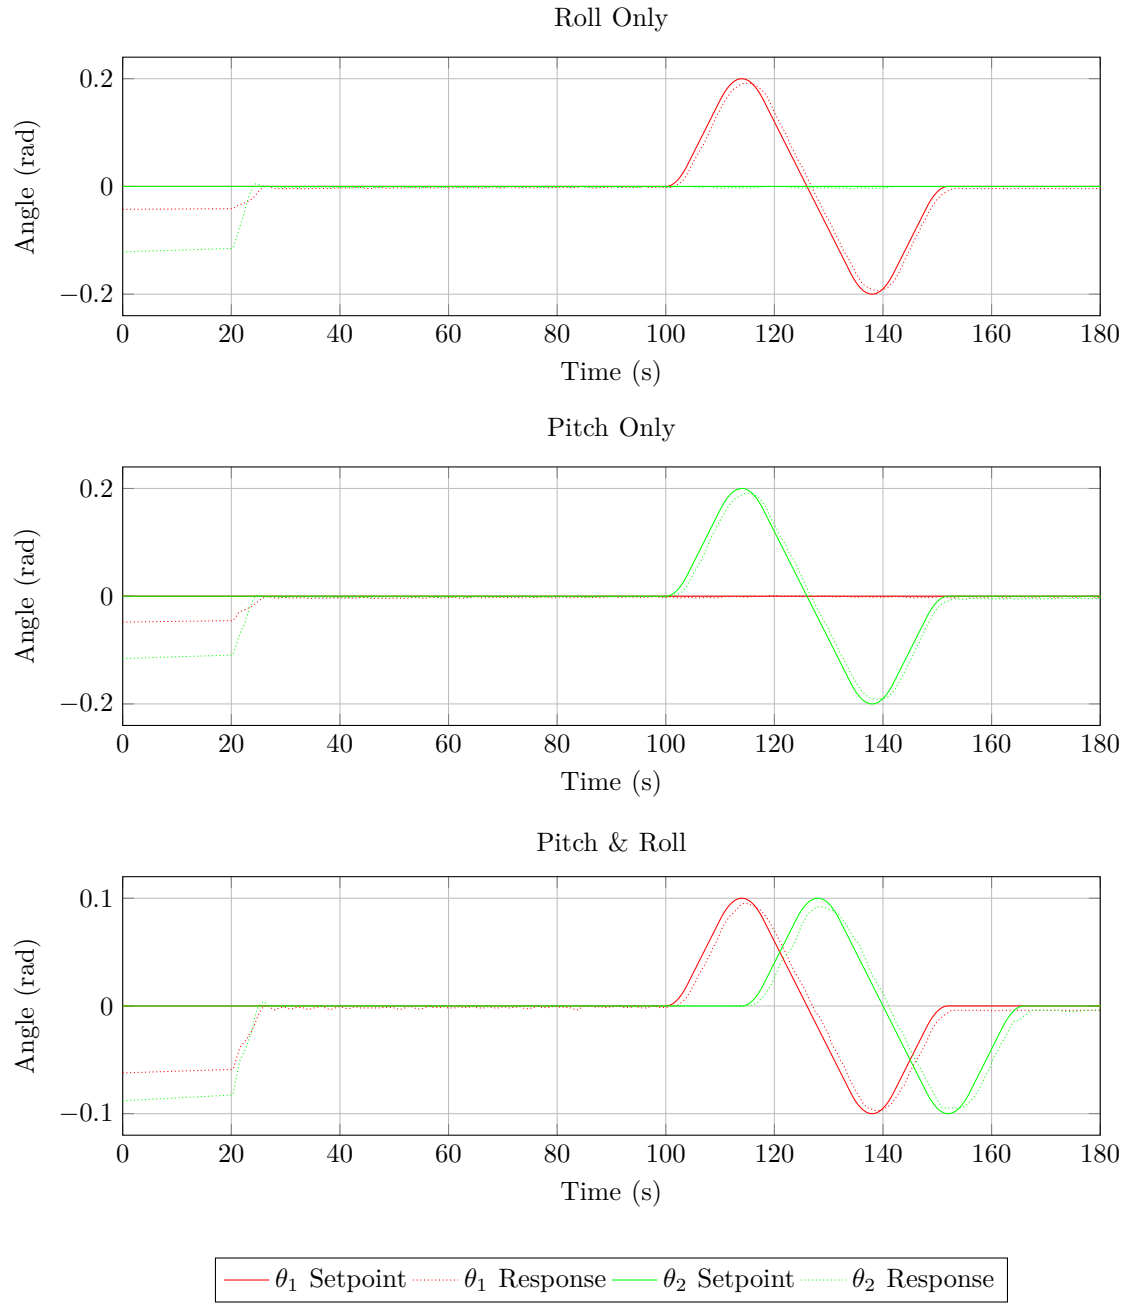 Roll Only
0.2
0
−0.2
Angle (rad)
0 20 40 60 80 100 120 140 160 180
Time (s)
Pitch Only
0.2
0
−0.2
Angle (rad)
0 20 40 60 80 100 120 140 160 180
Time (s)
Pitch & Roll
0.1
0
−0.1
Angle (rad)
0 20 40 60 80 100 120 140 160 180
Time (s)
θ₁ Setpoint θ₁ Response θ₂ Setpoint θ₂ Response